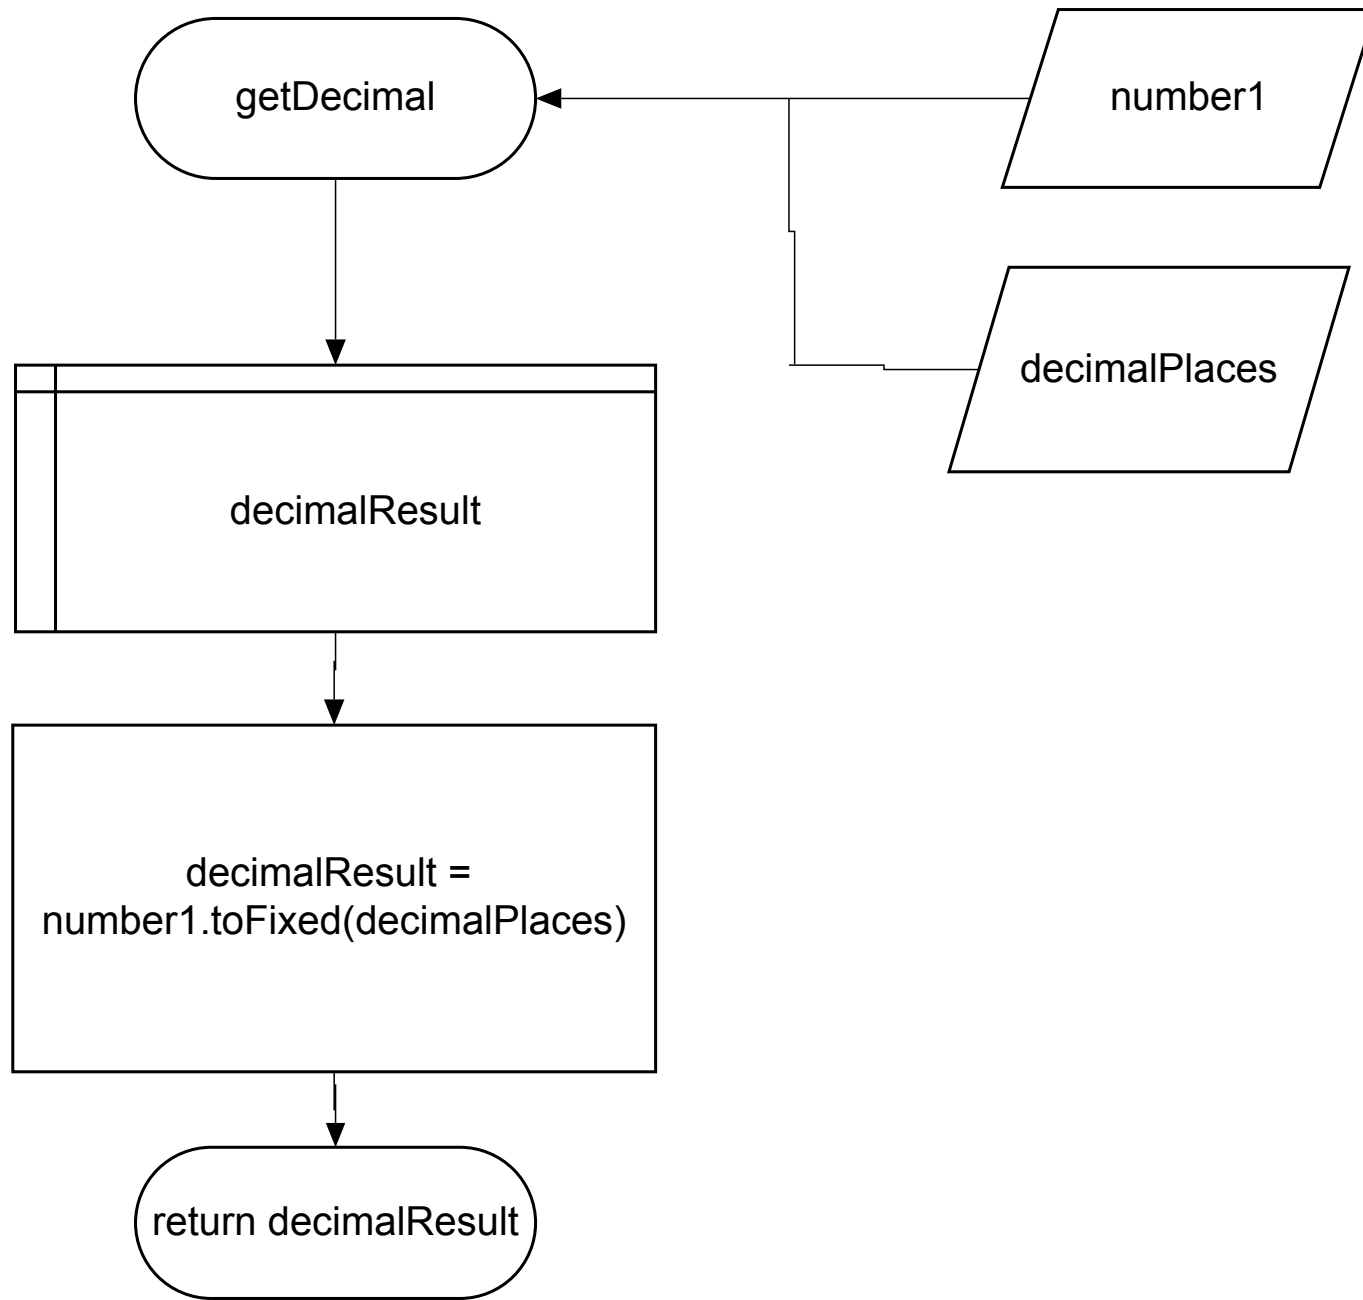 getDecimal
number1
decimalPlaces
decimalResult
decimalResult =
number1.toFixed(decimalPlaces)
return decimalResult